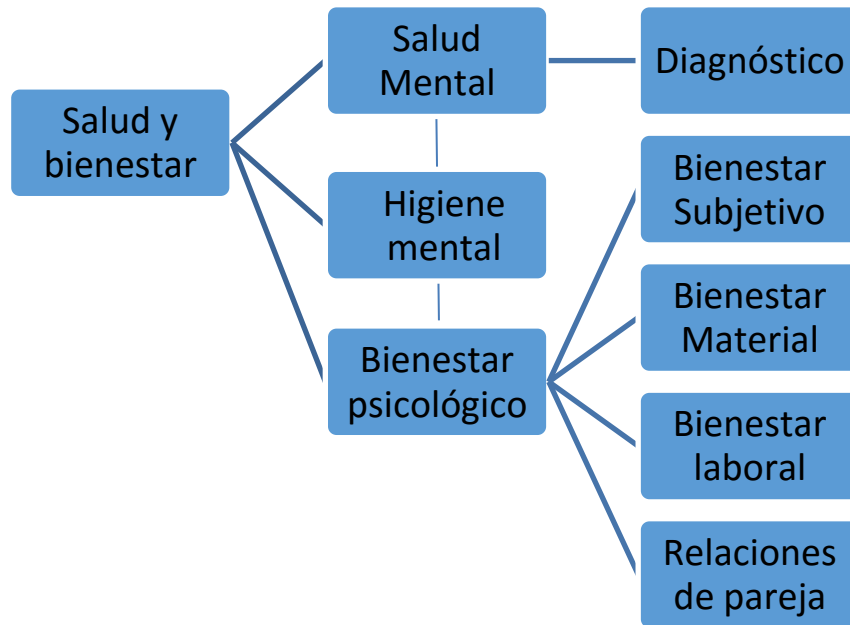 Salud y
bienestar
Salud
Mental
Higiene
mental
Bienestar
psicológico
Diagnóstico
Bienestar
Subjetivo
Bienestar
Material
Bienestar
laboral
Relaciones
de pareja